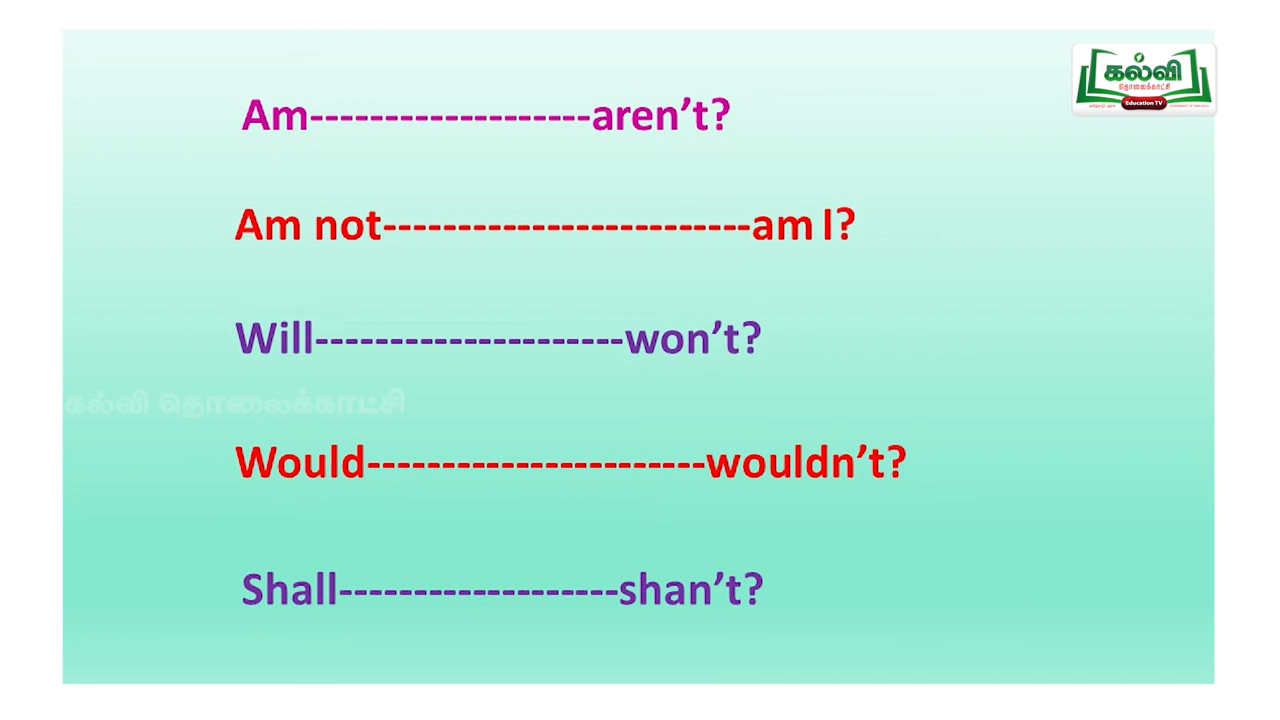 கல்வி
தொலைக்காட்சி
Education TV
Am-------------------aren’t?
Am not-------------------------am I?
Will---------------------won’t?
கல்வி தொலைக்காட்சி
Would-----------------------wouldn’t?
Shall-------------------shan’t?